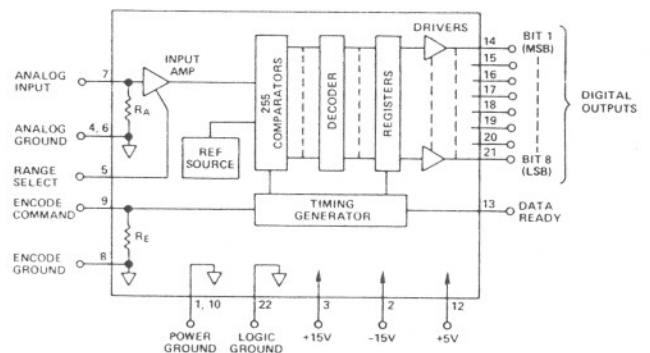 DRIVERS
INPUT
AMP
255
COMPARATORS
DECODER
REGISTERS
REF
SOURCE
TIMING
GENERATOR
ANALOG
INPUT
7
R_A
ANALOG
GROUND
4, 6
RANGE
SELECT
5
ENCODE
COMMAND
9
R_E
ENCODE
GROUND
8
14
BIT 1
(MSB)
15
16
17
18
19
20
21
BIT 8
(LSB)
DIGITAL
OUTPUTS
13
DATA
READY
1, 10
POWER
GROUND
22
LOGIC
GROUND
3
+15V
2
-15V
12
+5V